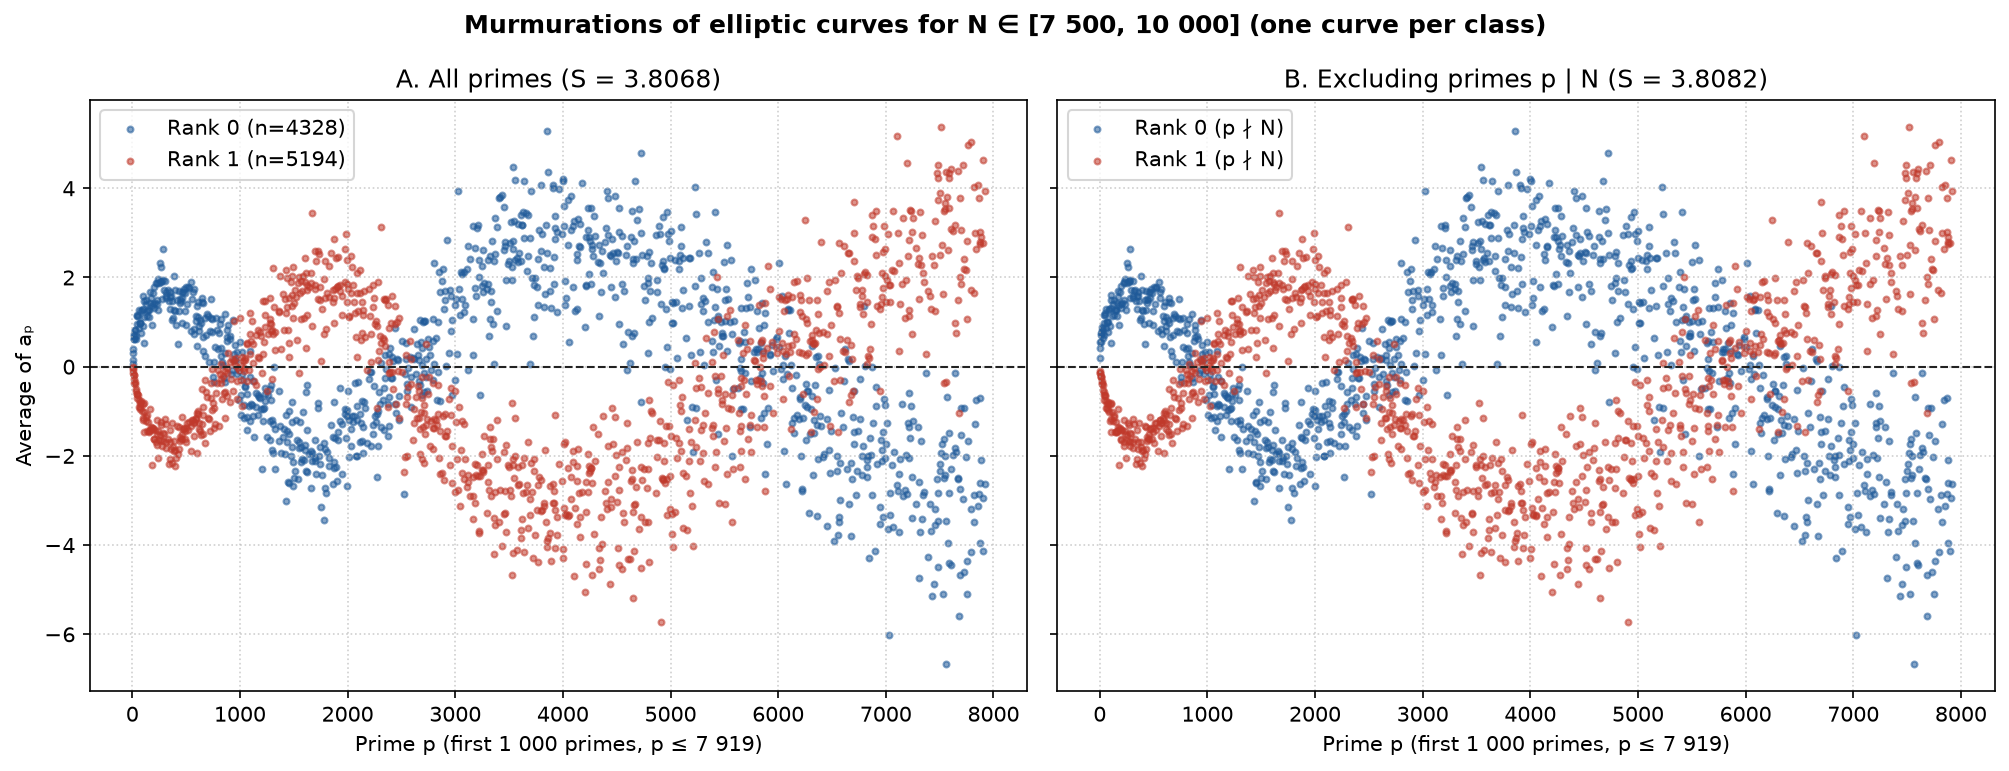 Murmurations of elliptic curves for N ∈ [7 500, 10 000] (one curve per class)
A. All primes (S = 3.8068)
Rank 0 (n=4328)
Rank 1 (n=5194)
Average of aₚ
4
2
0
−2
−4
−6
0 1000 2000 3000 4000 5000 6000 7000 8000
Prime p (first 1 000 primes, p ≤ 7 919)
B. Excluding primes p | N (S = 3.8082)
Rank 0 (p ∤ N)
Rank 1 (p ∤ N)
0 1000 2000 3000 4000 5000 6000 7000 8000
Prime p (first 1 000 primes, p ≤ 7 919)